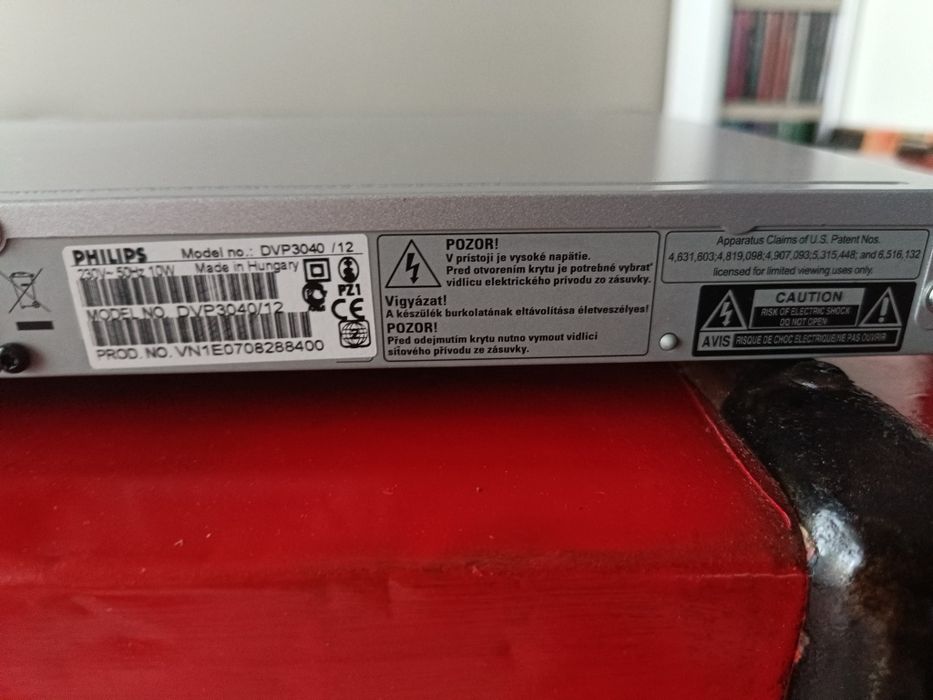 PHILIPS Model no.: DVP3040 /12
230V~ 50Hz 10W Made in Hungary
MODEL NO. DVP3040/12
PZ1
CE
PROD. NO. VN1E0708288400
POZOR!
V prístoji je vysoké napätie.
Pred otvorením krytu je potrebné vybrať
vidlicu elektrického prívodu zo zásuvky.
Vigyázat!
A készülék burkolatának eltávolítása életveszélyes!
POZOR!
Před odejmutím krytu nutno vymout vidlici
síťového přívodu ze zásuvky.
Apparatus Claims of U.S. Patent Nos.
4,631,603;4,819,098;4,907,093;5,315,448; and 6,516,132
licensed for limited viewing uses only.
CAUTION
RISK OF ELECTRIC SHOCK
DO NOT OPEN
AVIS RISQUE DE CHOC ELECTRIQUE/NE PAS OUVRIR